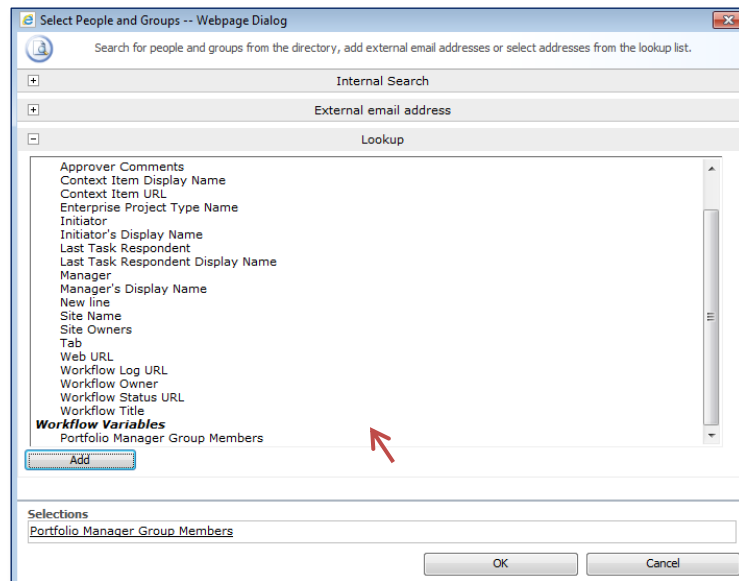 Select People and Groups -- Webpage Dialog
Search for people and groups from the directory, add external email addresses or select addresses from the lookup list.
Internal Search
External email address
Lookup
Approver Comments
Context Item Display Name
Context Item URL
Enterprise Project Type Name
Initiator
Initiator's Display Name
Last Task Respondent
Last Task Respondent Display Name
Manager
Manager's Display Name
New line
Site Name
Site Owners
Tab
Web URL
Workflow Log URL
Workflow Owner
Workflow Status URL
Workflow Title
Workflow Variables
Portfolio Manager Group Members
Add
Selections
Portfolio Manager Group Members
OK Cancel